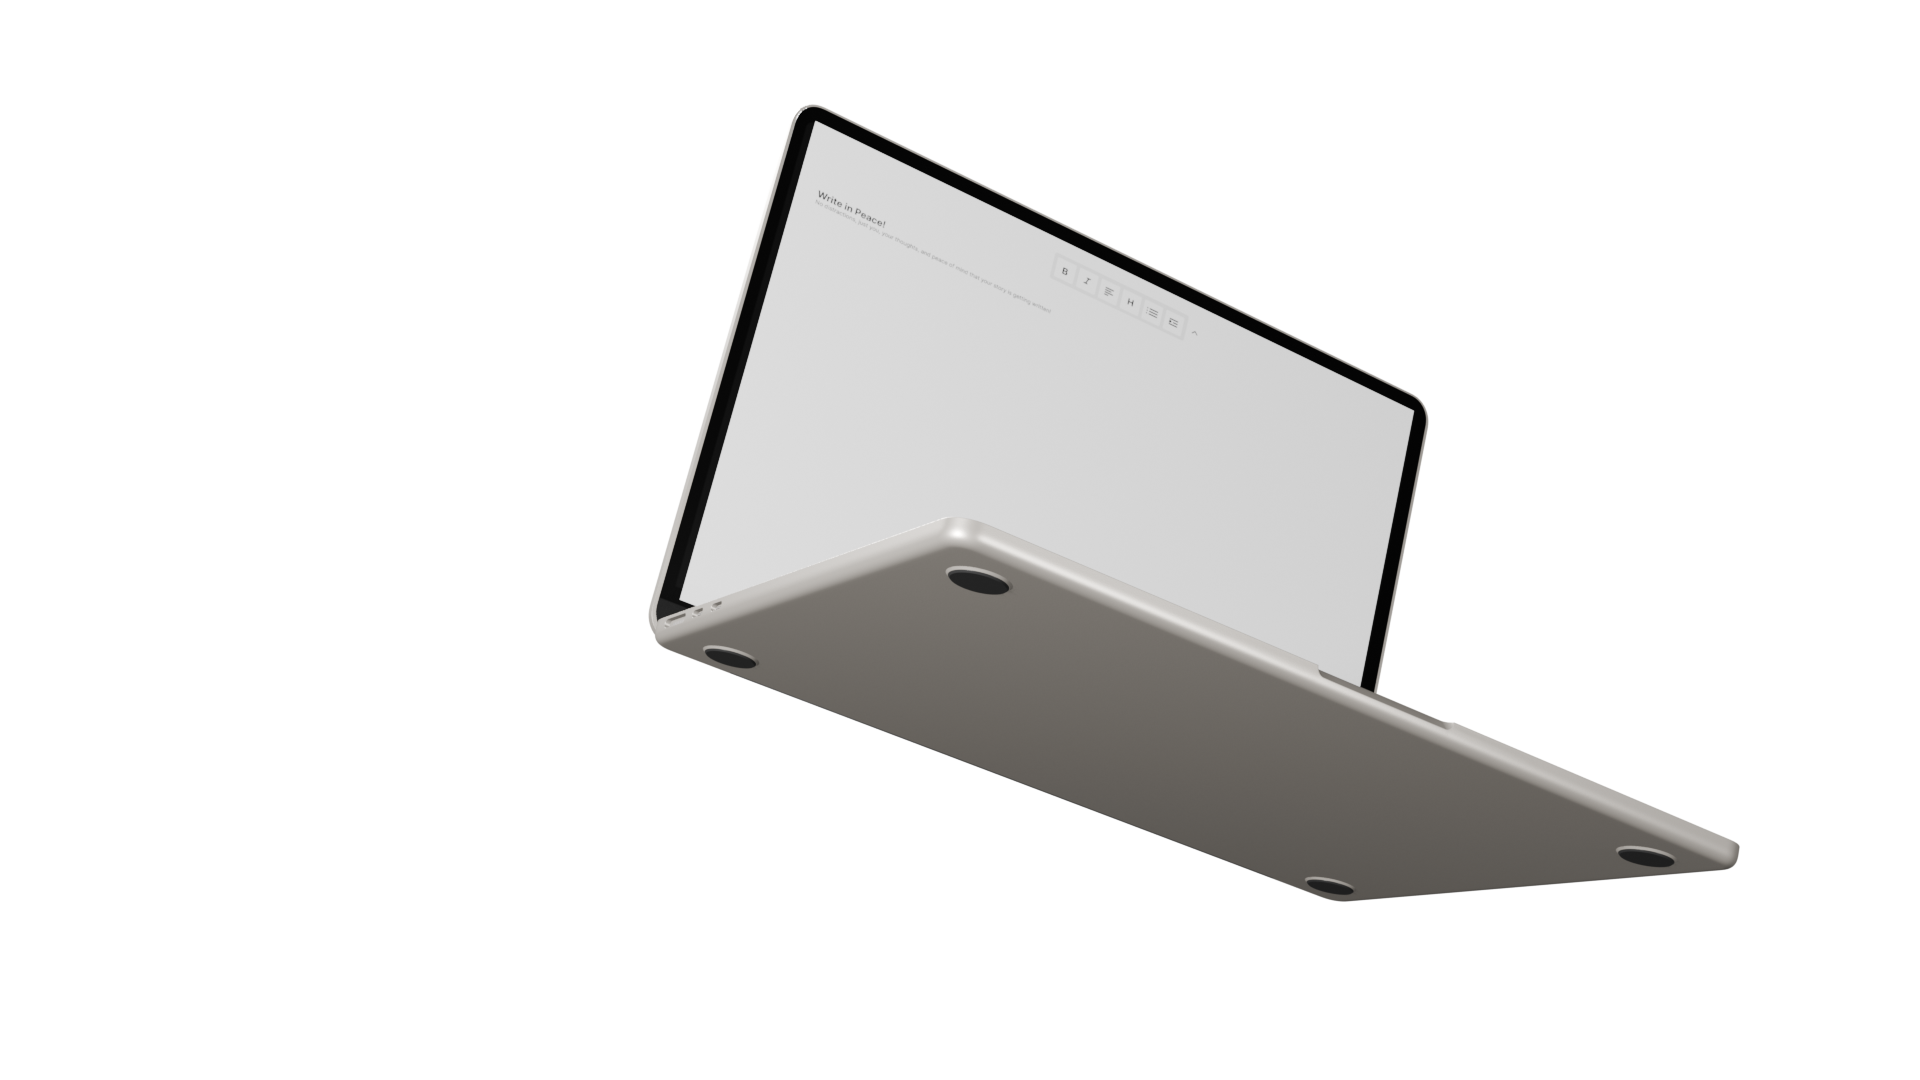 Write in Peace!
No distractions, just you, your thoughts, and peace of mind that your story is getting written!
B I H